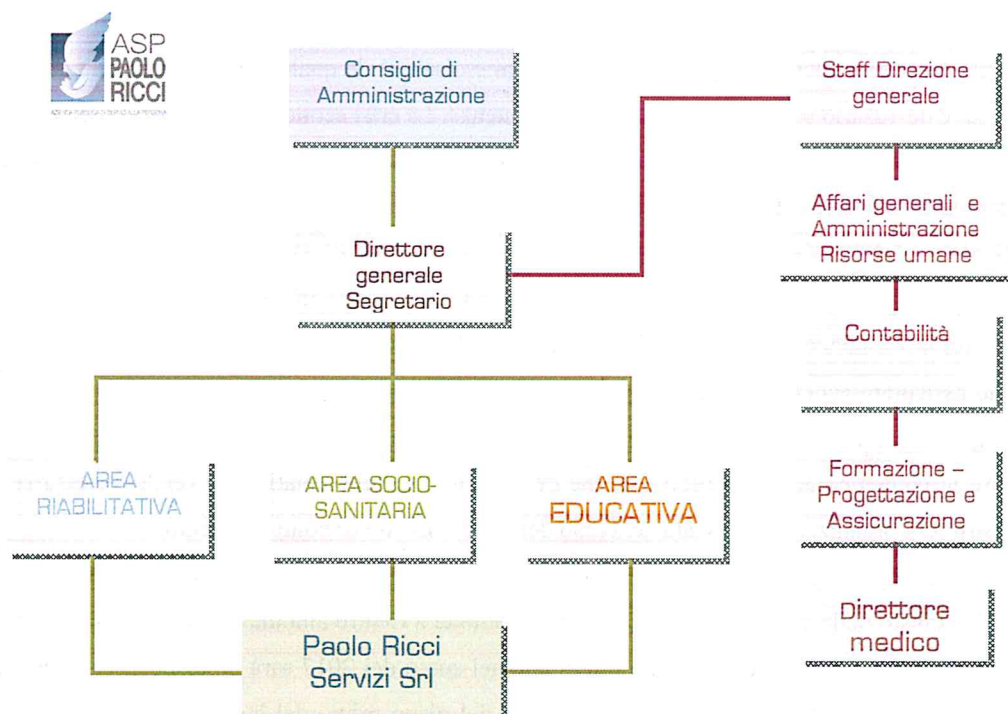 ASP
PAOLO
RICCI
Consiglio di
Amministrazione
Staff Direzione
generale
Affari generali e
Amministrazione
Risorse umane
Direttore
generale
Segretario
Contabilità
AREA
RIABILITATIVA
AREA SOCIO-
SANITARIA
AREA
EDUCATIVA
Formazione –
Progettazione e
Assicurazione
Direttore
medico
Paolo Ricci
Servizi Srl